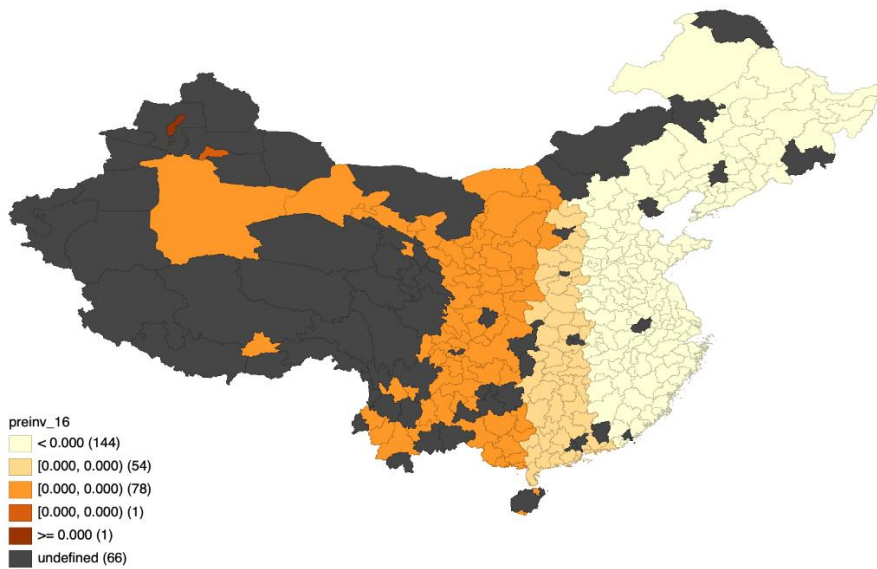 preinv_16
< 0.000 (144)
[0.000, 0.000) (54)
[0.000, 0.000) (78)
[0.000, 0.000) (1)
>= 0.000 (1)
undefined (66)